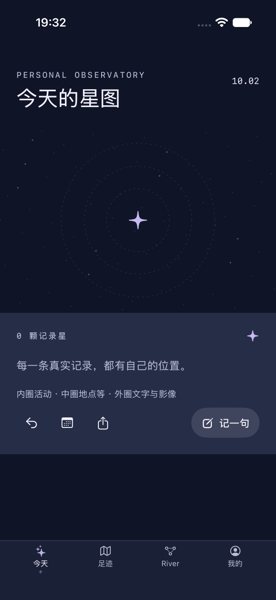 19:32
PERSONAL OBSERVATORY
10.02
今天的星图
0 颗记录星
每一条真实记录，都有自己的位置。
内圈活动 · 中圈地点等 · 外圈文字与影像
记一句
今天
足迹
River
我的